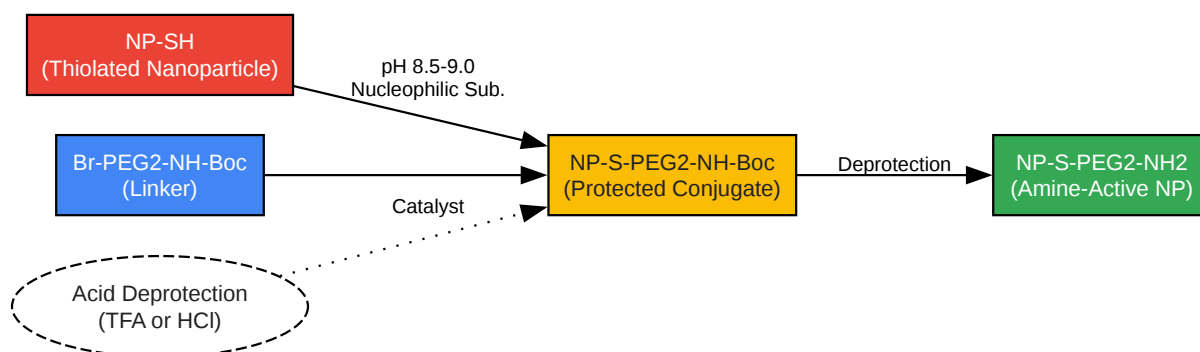 NP-SH
(Thiolated Nanoparticle)
pH 8.5-9.0
Nucleophilic Sub.
Br-PEG2-NH-Boc
(Linker)
NP-S-PEG2-NH-Boc
(Protected Conjugate)
Deprotection
NP-S-PEG2-NH2
(Amine-Active NP)
Catalyst
Acid Deprotection
(TFA or HCl)